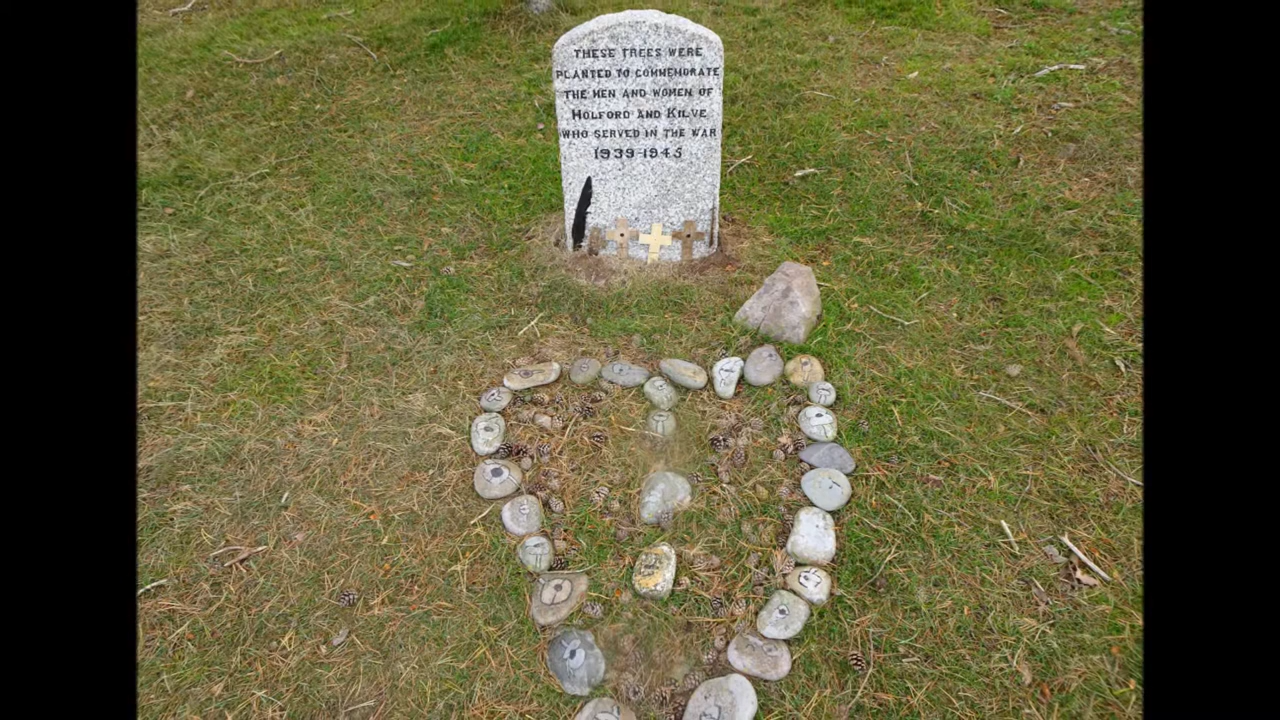 THESE TREES WERE
PLANTED TO COMMEMORATE
THE MEN AND WOMEN OF
HOLFORD AND KILVE
WHO SERVED IN THE WAR
1939-1945